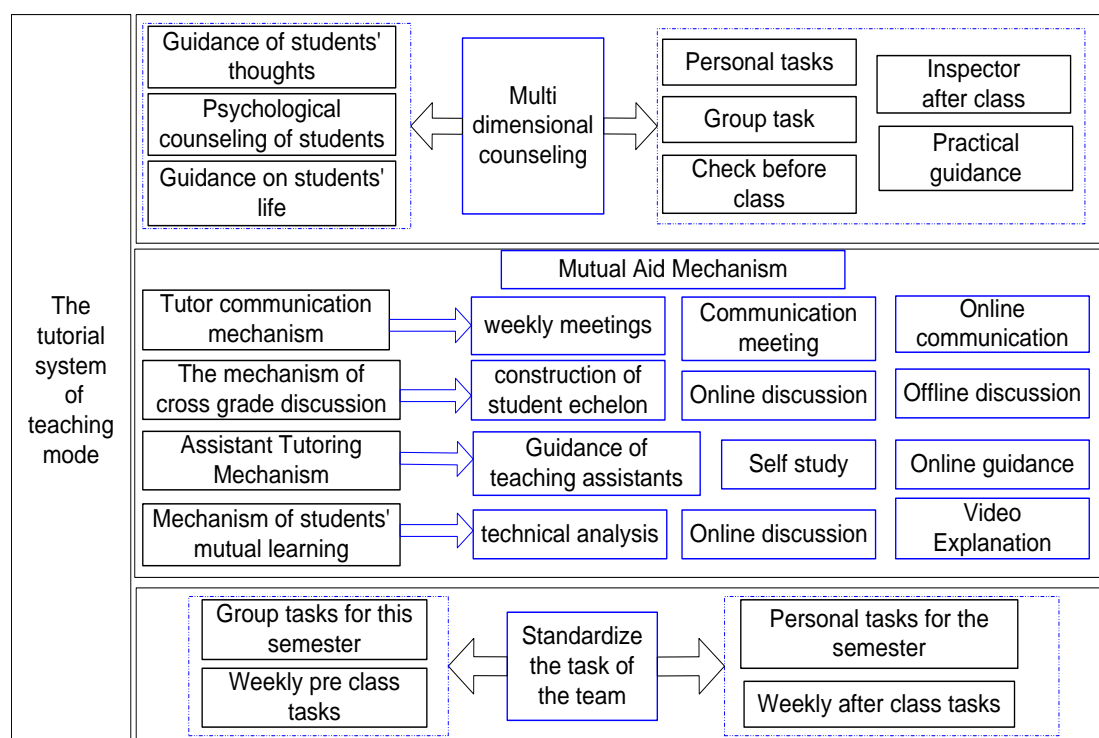 The
tutorial
system
of
teaching
mode
Guidance of students'
thoughts
Psychological
counseling of students
Guidance on students'
life
Multi
dimensional
counseling
Personal tasks
Group task
Check before
class
Inspector
after class
Practical
guidance
Mutual Aid Mechanism
Tutor communication
mechanism
weekly meetings
Communication
meeting
Online
communication
The mechanism of
cross grade discussion
construction of
student echelon
Online discussion
Offline discussion
Assistant Tutoring
Mechanism
Guidance of
teaching assistants
Self study
Online guidance
Mechanism of students'
mutual learning
technical analysis
Online discussion
Video
Explanation
Group tasks for this
semester
Weekly pre class
tasks
Standardize
the task of
the team
Personal tasks for the
semester
Weekly after class tasks